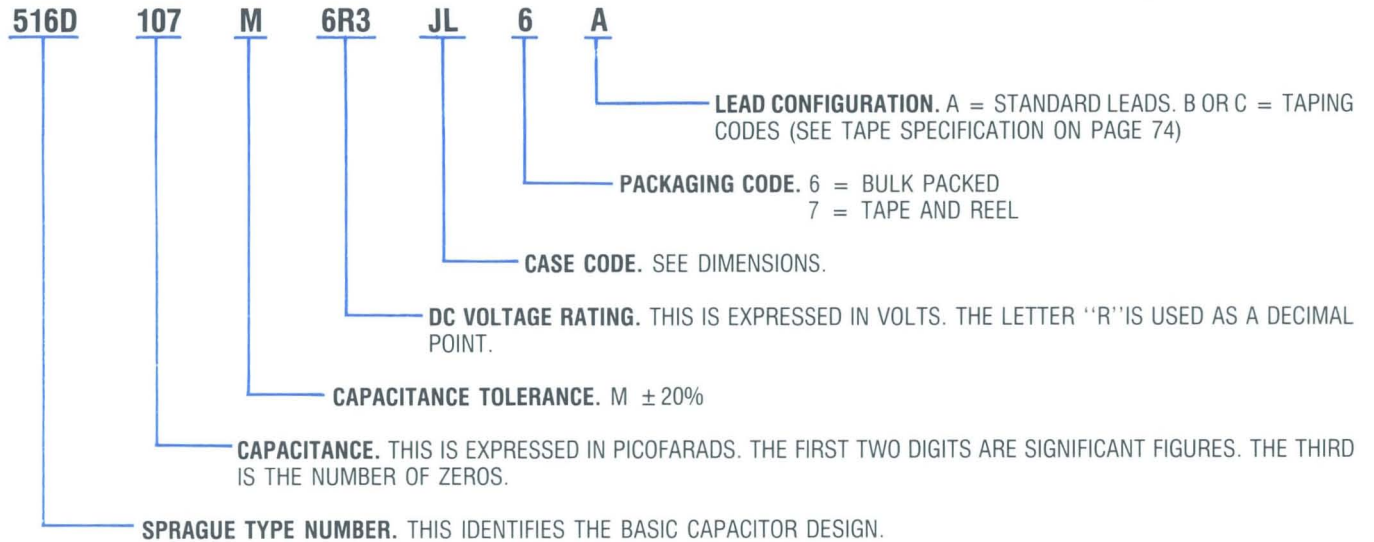 516D 107 M 6R3 JL 6 A
LEAD CONFIGURATION. A = STANDARD LEADS. B OR C = TAPING
CODES (SEE TAPE SPECIFICATION ON PAGE 74)
PACKAGING CODE. 6 = BULK PACKED
7 = TAPE AND REEL
CASE CODE. SEE DIMENSIONS.
DC VOLTAGE RATING. THIS IS EXPRESSED IN VOLTS. THE LETTER ‘‘R’’IS USED AS A DECIMAL
POINT.
CAPACITANCE TOLERANCE. M ±20%
CAPACITANCE. THIS IS EXPRESSED IN PICOFARADS. THE FIRST TWO DIGITS ARE SIGNIFICANT FIGURES. THE THIRD
IS THE NUMBER OF ZEROS.
SPRAGUE TYPE NUMBER. THIS IDENTIFIES THE BASIC CAPACITOR DESIGN.